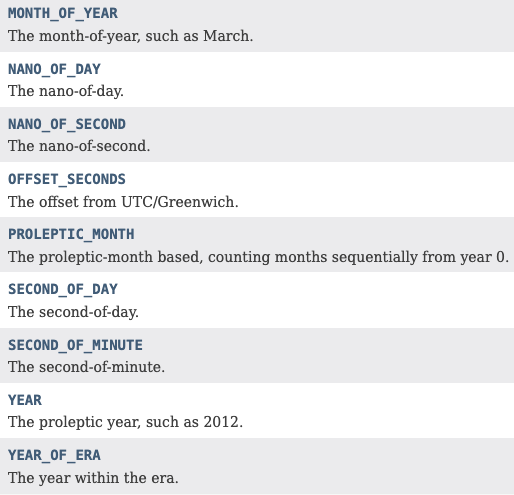 MONTH_OF_YEAR
The month-of-year, such as March.
NANO_OF_DAY
The nano-of-day.
NANO_OF_SECOND
The nano-of-second.
OFFSET_SECONDS
The offset from UTC/Greenwich.
PROLEPTIC_MONTH
The proleptic-month based, counting months sequentially from year 0.
SECOND_OF_DAY
The second-of-day.
SECOND_OF_MINUTE
The second-of-minute.
YEAR
The proleptic year, such as 2012.
YEAR_OF_ERA
The year within the era.